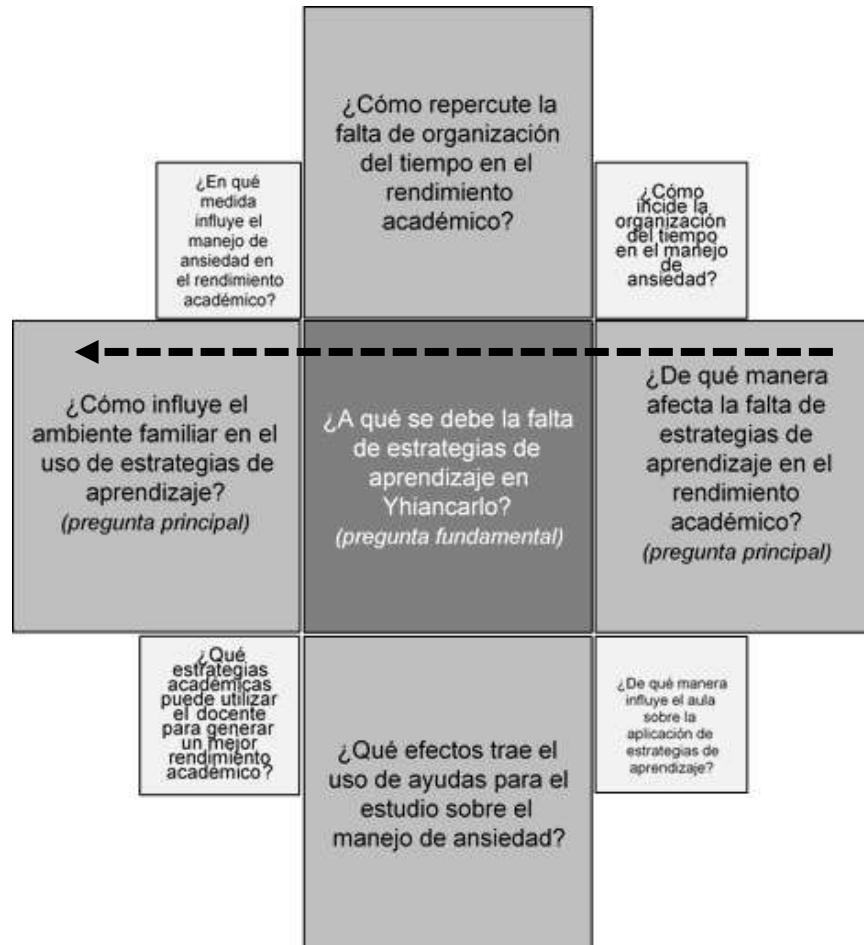 ¿Cómo repercute la
falta de organización
del tiempo en el
rendimiento
académico?
¿En qué
medida
influye el
manejo de
ansiedad en
el rendimiento
académico?
¿Cómo
incide la
organización
del tiempo
en el manejo
de
ansiedad?
¿Cómo influye el
ambiente familiar en el
uso de estrategias de
aprendizaje?
(pregunta principal)
¿A qué se debe la falta
de estrategias de
aprendizaje en
Yhiancarlo?
(pregunta fundamental)
¿De qué manera
afecta la falta de
estrategias de
aprendizaje en el
rendimiento
académico?
(pregunta principal)
¿Qué
estrategias
académicas
puede utilizar
el docente
para generar
un mejor
rendimiento
académico?
¿Qué efectos trae el
uso de ayudas para el
estudio sobre el
manejo de ansiedad?
¿De qué manera
influye el aula
sobre la
aplicación de
estrategias de
aprendizaje?